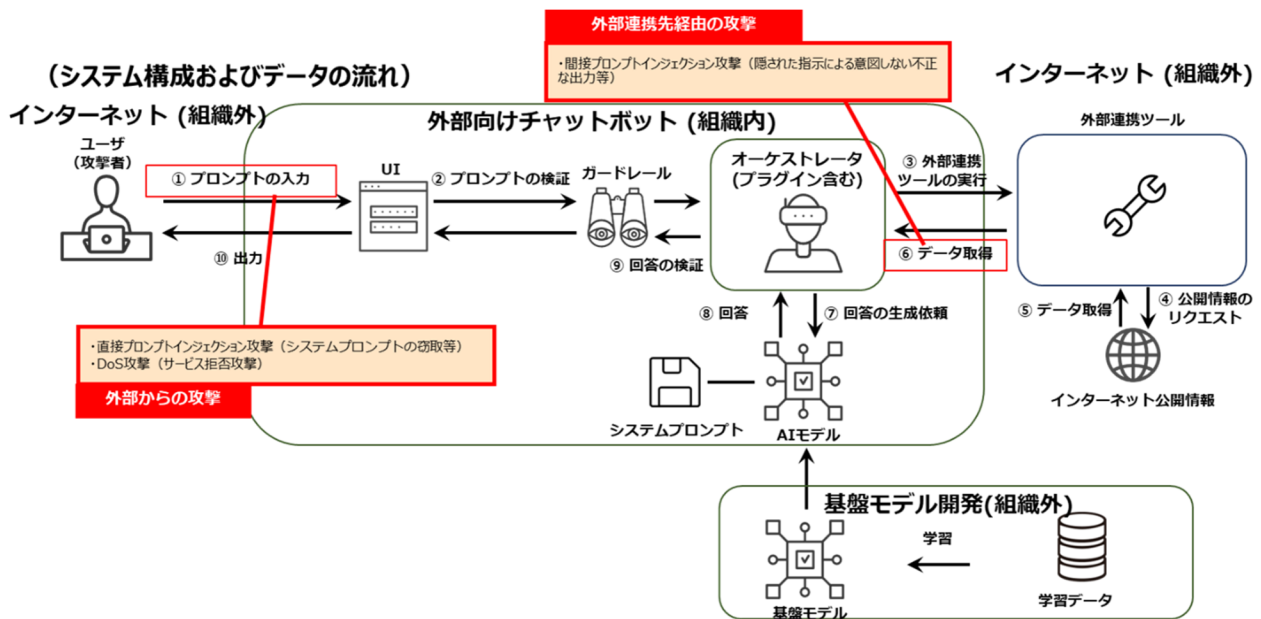 外部連携先経由の攻撃
・間接プロンプトインジェクション攻撃（隠された指示による意図しない不正
な出力等）
（システム構成およびデータの流れ）
インターネット (組織外)
インターネット (組織外)
外部向けチャットボット (組織内)
外部連携ツール
ユーザ
（攻撃者）
① プロンプトの入力
UI
② プロンプトの検証
ガードレール
オーケストレータ
(プラグイン含む)
③ 外部連携
ツールの実行
⑩ 出力
⑨ 回答の検証
⑥ データ取得
⑧ 回答
⑦ 回答の生成依頼
⑤ データ取得
④ 公開情報の
リクエスト
・直接プロンプトインジェクション攻撃（システムプロンプトの窃取等）
・DoS攻撃（サービス拒否攻撃）
外部からの攻撃
システムプロンプト
AIモデル
インターネット公開情報
基盤モデル開発(組織外)
学習
基盤モデル
学習データ